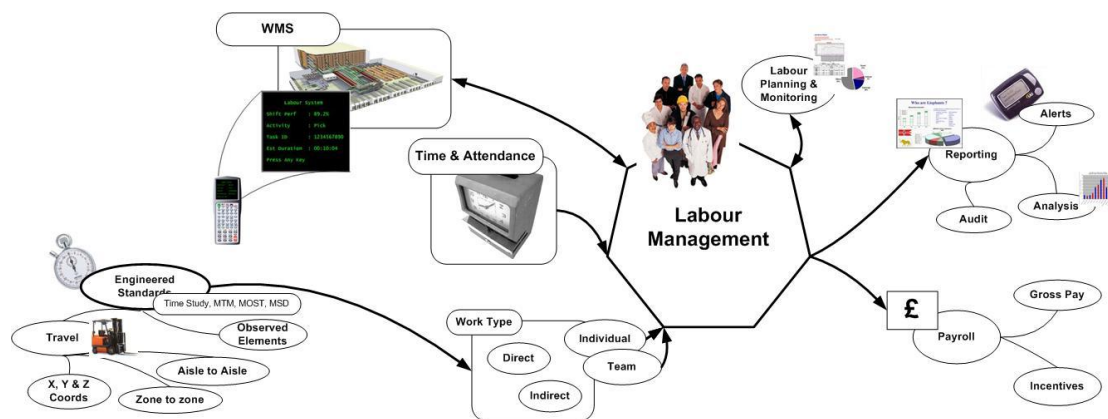 WMS
Labour System
Shift Perf : 89.2%
Activity : Pick
Task ID : 1234567890
Est Duration : 00:10:04
Press Any Key
Time & Attendance
Labour
Management
Labour
Planning &
Monitoring
Who are Gagbants ?
Alerts
Reporting
Analysis
Audit
£
Gross Pay
Payroll
Incentives
Engineered
Standards
Time Study, MTM, MOST, MSD
Travel
Observed
Elements
Aisle to Aisle
X, Y & Z
Coords
Zone to zone
Work Type
Direct
Indirect
Individual
Team